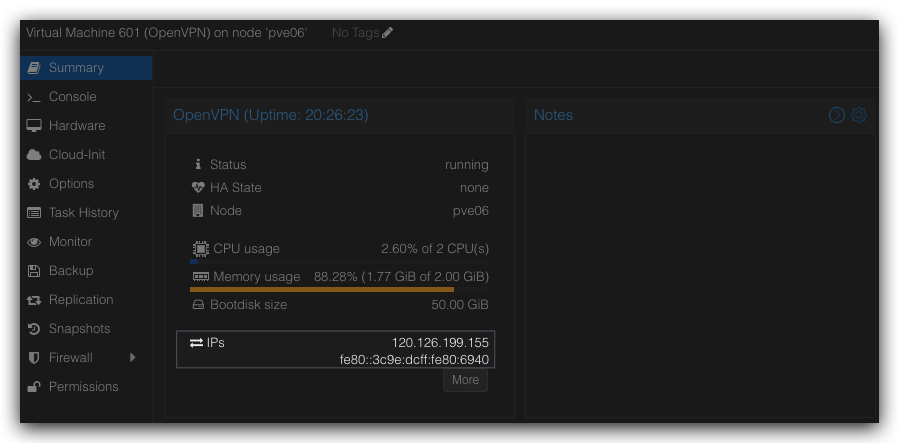 Virtual Machine 601 (OpenVPN) on node 'pve06' No Tags
Summary
Console
Hardware
Cloud-Init
Options
Task History
Monitor
Backup
Replication
Snapshots
Firewall
Permissions
OpenVPN (Uptime: 20:26:23)
Status running
HA State none
Node pve06
CPU usage 2.60% of 2 CPU(s)
Memory usage 88.28% (1.77 GiB of 2.00 GiB)
Bootdisk size 50.00 GiB
IPs 120.126.199.155
fe80::3c9e:dcff:fe80:6940
More
Notes